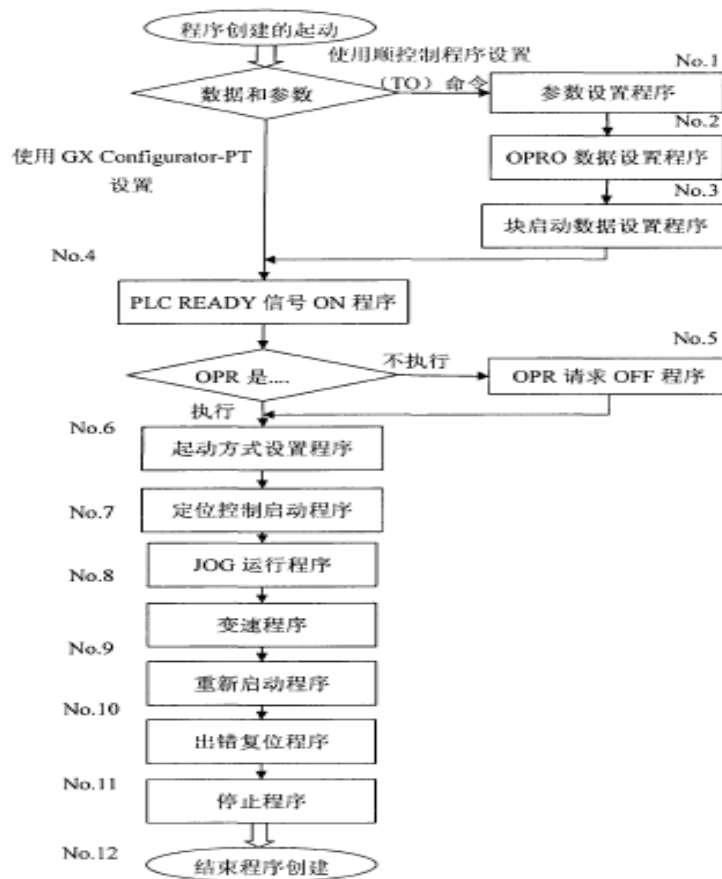 程序创建的起动
使用顺控制程序设置
（TO）命令
No.1
数据和参数
参数设置程序
No.2
使用 GX Configurator-PT
设置
OPRO 数据设置程序
No.3
块启动数据设置程序
No.4
PLC READY 信号 ON 程序
No.5
OPR 是....
不执行
OPR 请求 OFF 程序
执行
No.6
起动方式设置程序
No.7
定位控制启动程序
No.8
JOG 运行程序
变速程序
No.9
重新启动程序
No.10
出错复位程序
No.11
停止程序
No.12
结束程序创建